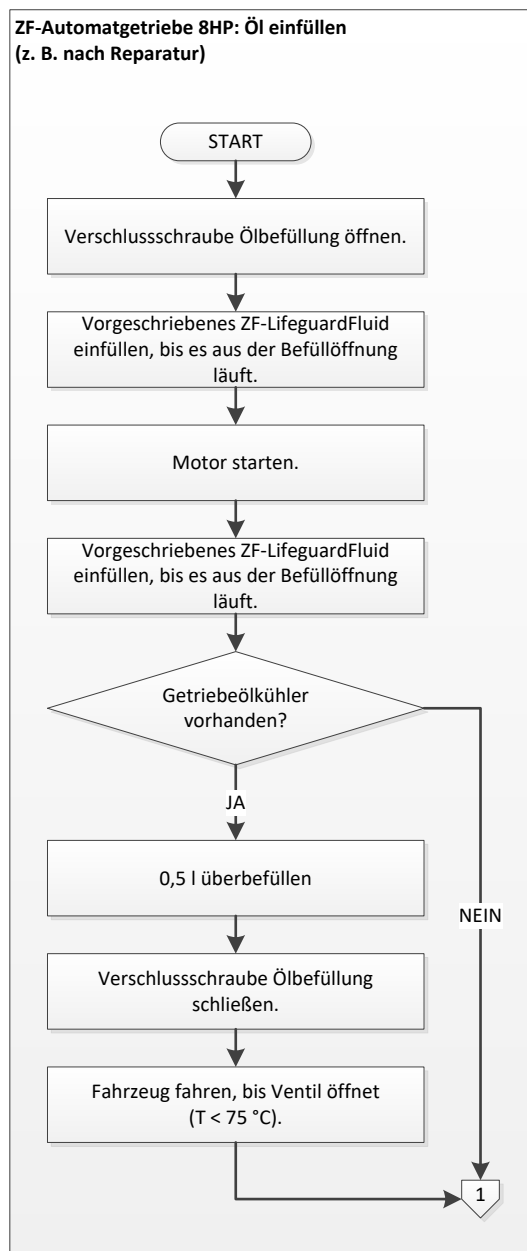 ZF-Automatgetriebe 8HP: Öl einfüllen
(z. B. nach Reparatur)
START
Verschlussschraube Ölbefüllung öffnen.
Vorgeschriebenes ZF-LifeguardFluid
einfüllen, bis es aus der Befüllöffnung
läuft.
Motor starten.
Vorgeschriebenes ZF-LifeguardFluid
einfüllen, bis es aus der Befüllöffnung
läuft.
Getriebeölkühler
vorhanden?
JA
0,5 l überbefüllen
NEIN
Verschlussschraube Ölbefüllung
schließen.
Fahrzeug fahren, bis Ventil öffnet
(T < 75 °C).
1